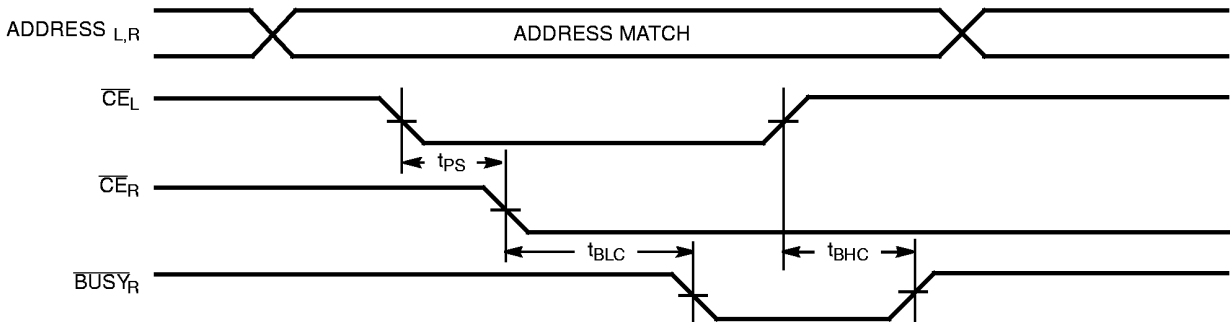 ADDRESS L,R
ADDRESS MATCH
CEL
tPS
CER
tBLC
tBHC
BUSYR